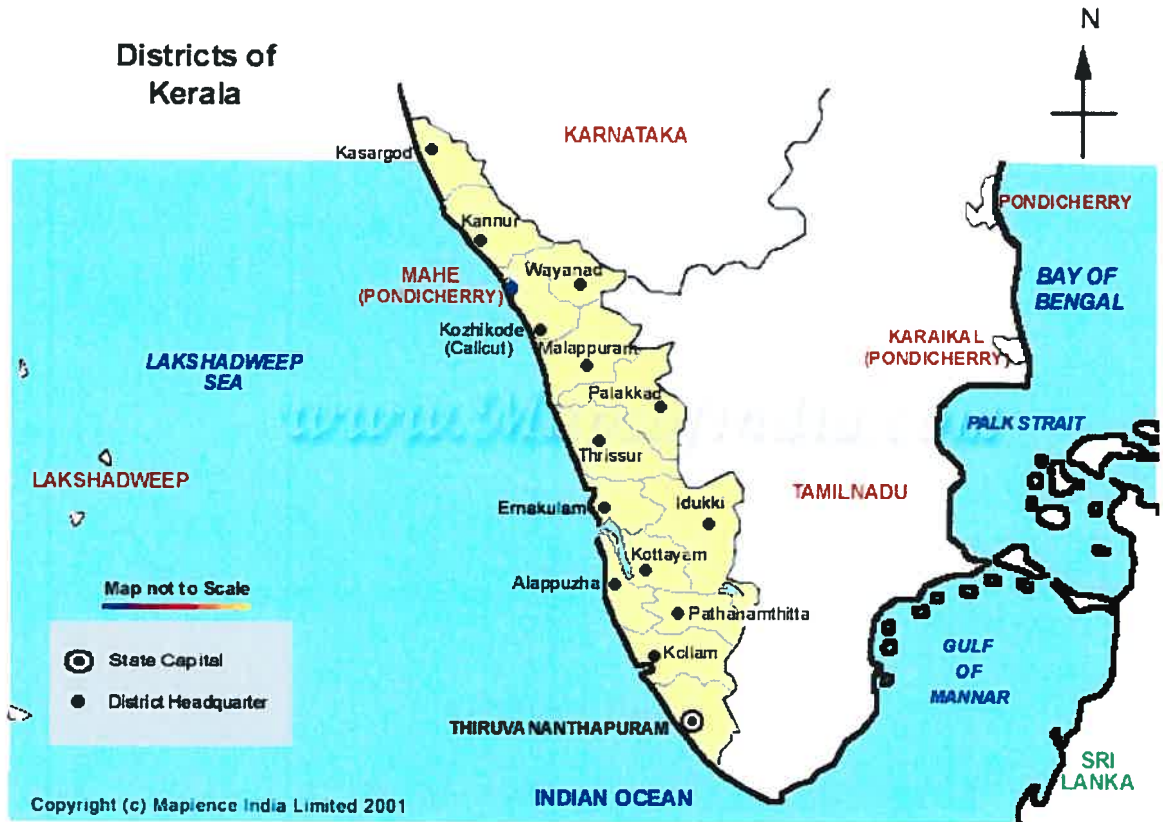 Districts of
Kerala
N
KARNATAKA
Kasargod
PONDICHERRY
Kannur
MAHE
(PONDICHERRY)
Wayanad
BAY OF
BENGAL
Kozhikode
(Calicut)
Malappuram
KARAIKAL
(PONDICHERRY)
LAKSHADWEEP
SEA
Palakkad
PALK STRAIT
Thrissur
LAKSHADWEEP
TAMILNADU
Ernakulam
Idukki
Kottayam
Alappuzha
Map not to Scale
Pathanamthitta
State Capital
Kollam
GULF
OF
MANNAR
District Headquarter
THIRUVANANTHAPURAM
SRI
LANKA
INDIAN OCEAN
Copyright (c) Mapience India Limited 2001